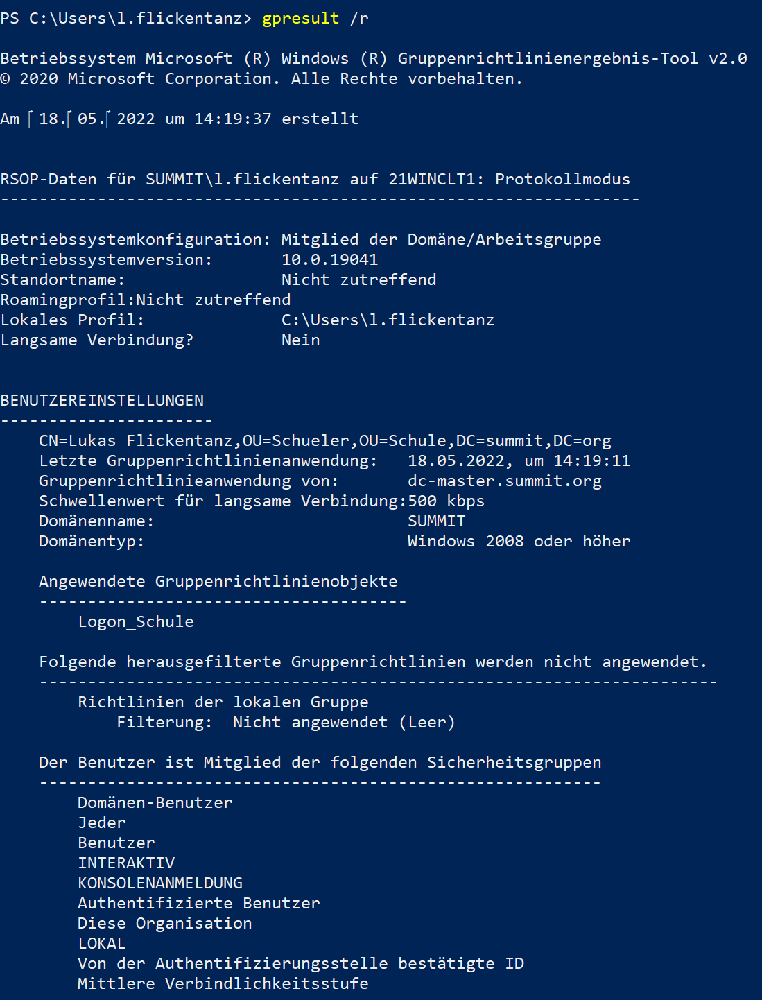 PS C:\Users\l.flickentanz> gpresult /r
Betriebssystem Microsoft (R) Windows (R) Gruppenrichtlinienergebnis-Tool v2.0
© 2020 Microsoft Corporation. Alle Rechte vorbehalten.
Am 18.05.2022 um 14:19:37 erstellt
RSOP-Daten für SUMMIT\l.flickentanz auf 21WINCLT1: Protokollmodus
------------------------------------------------------------------
Betriebssystemkonfiguration: Mitglied der Domäne/Arbeitsgruppe
Betriebssystemversion: 10.0.19041
Standortname: Nicht zutreffend
Roamingprofil:Nicht zutreffend
Lokales Profil: C:\Users\l.flickentanz
Langsame Verbindung? Nein
BENUTZEREINSTELLUNGEN
----------------------
CN=Lukas Flickentanz,OU=Schueler,OU=Schule,DC=summit,DC=org
Letzte Gruppenrichtlinienanwendung: 18.05.2022, um 14:19:11
Gruppenrichtlinieanwendung von: dc-master.summit.org
Schwellenwert für langsame Verbindung:500 kbps
Domänenname: SUMMIT
Domänentyp: Windows 2008 oder höher
Angewendete Gruppenrichtlinienobjekte
--------------------------------------
Logon_Schule
Folgende herausgefilterte Gruppenrichtlinien werden nicht angewendet.
----------------------------------------------------------------------
Richtlinien der lokalen Gruppe
Filterung: Nicht angewendet (Leer)
Der Benutzer ist Mitglied der folgenden Sicherheitsgruppen
----------------------------------------------------------
Domänen-Benutzer
Jeder
Benutzer
INTERAKTIV
KONSOLENANMELDUNG
Authentifizierte Benutzer
Diese Organisation
LOKAL
Von der Authentifizierungsstelle bestätigte ID
Mittlere Verbindlichkeitsstufe